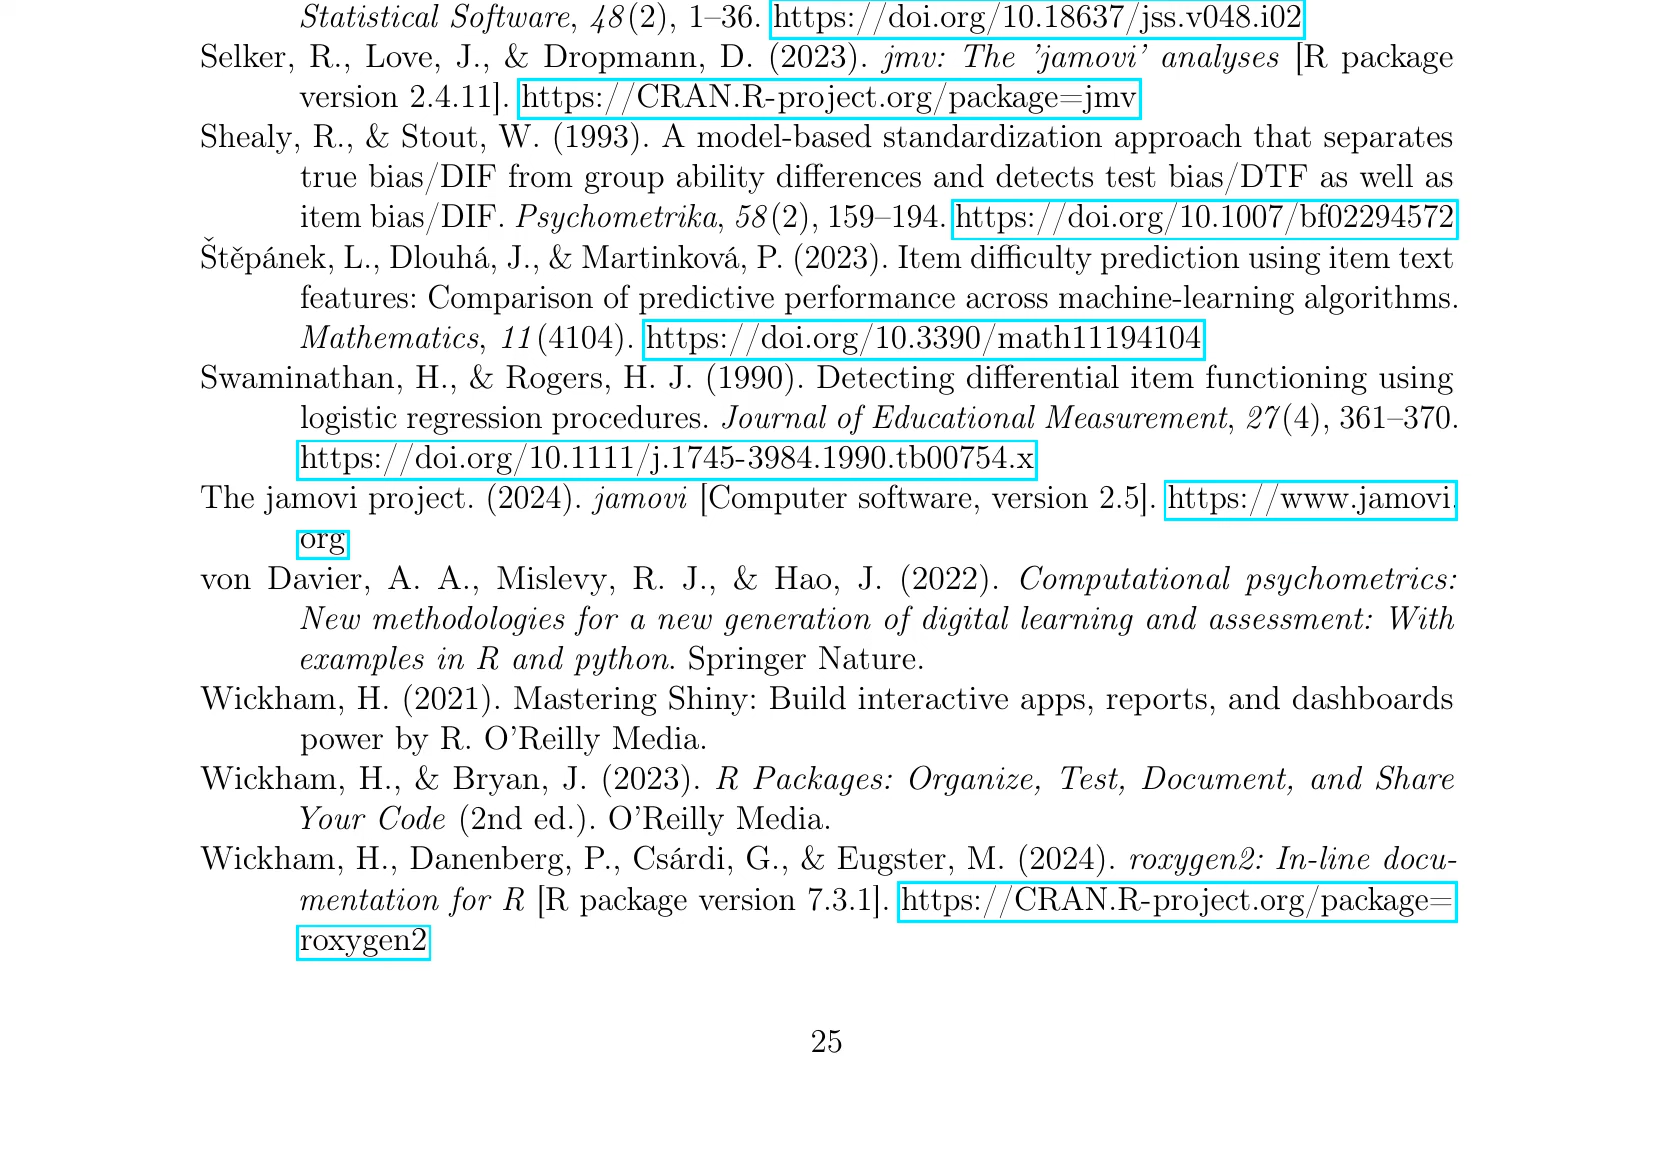 Statistical Software, 48(2), 1–36. https://doi.org/10.18637/jss.v048.i02
Selker, R., Love, J., & Dropmann, D. (2023). jmv: The ’jamovi’ analyses [R package
version 2.4.11]. https://CRAN.R-project.org/package=jmv
Shealy, R., & Stout, W. (1993). A model-based standardization approach that separates
true bias/DIF from group ability differences and detects test bias/DTF as well as
item bias/DIF. Psychometrika, 58(2), 159–194. https://doi.org/10.1007/bf02294572
Štěpánek, L., Dlouhá, J., & Martinková, P. (2023). Item difficulty prediction using item text
features: Comparison of predictive performance across machine-learning algorithms.
Mathematics, 11(4104). https://doi.org/10.3390/math11194104
Swaminathan, H., & Rogers, H. J. (1990). Detecting differential item functioning using
logistic regression procedures. Journal of Educational Measurement, 27(4), 361–370.
https://doi.org/10.1111/j.1745-3984.1990.tb00754.x
The jamovi project. (2024). jamovi [Computer software, version 2.5]. https://www.jamovi.
org
von Davier, A. A., Mislevy, R. J., & Hao, J. (2022). Computational psychometrics:
New methodologies for a new generation of digital learning and assessment: With
examples in R and python. Springer Nature.
Wickham, H. (2021). Mastering Shiny: Build interactive apps, reports, and dashboards
power by R. O’Reilly Media.
Wickham, H., & Bryan, J. (2023). R Packages: Organize, Test, Document, and Share
Your Code (2nd ed.). O’Reilly Media.
Wickham, H., Danenberg, P., Csárdi, G., & Eugster, M. (2024). roxygen2: In-line docu-
mentation for R [R package version 7.3.1]. https://CRAN.R-project.org/package=
roxygen2
25